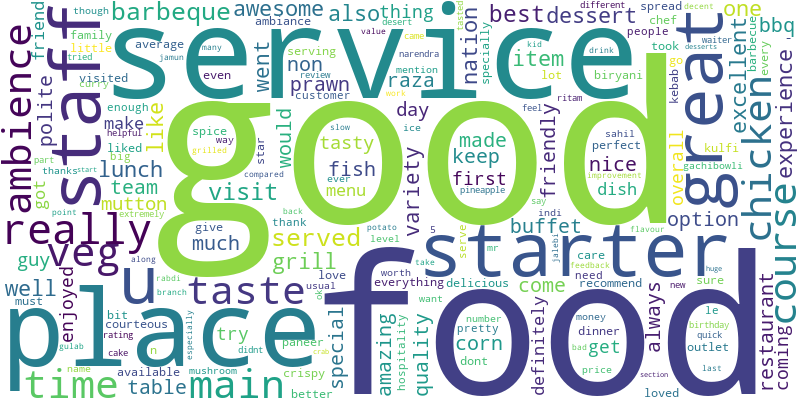 good
food
service
place
starter
great
staff
veg
really
taste
chicken
ambience
main
time
u
course
barbeque
awesome
also
thing
best
dessert
one
bbq
friend
though
ambiance
desert
different
spread
decent
family
little
average
many
serving
value
came
tasted
chef
people
took
tried
jamun
went
non
prawn
raza
nation
item
specially
kid
drink
waiter
desserts
barbecue
every
curry
visited
even
review
narendra
customer
mention
work
lot
biryani
kebab
go
excellent
experience
polite
enough
make
star
day
feel
ritam
like
helpful
spice
way
would
slow
ice
made
keep
tasty
sahil
perfect
friendly
nice
overall
kulfi
liked
big
part
thanks
start
lunch
team
mutton
got
grilled
fish
ever
compared
menu
first
pineapple
improvement
dish
gachibowli
visit
variety
say
point
extremely
give
thank
back
potato
5
indi
buffet
flavour
option
much
served
level
serve
mr
jalebi
care
feedback
need
guy
grill
along
love
take
worth
everything
delicious
come
recommend
sure
new
huge
always
well
enjoyed
rabdi
branch
usual
ok
want
must
bit
courteous
rating
special
amazing
hospitality
quality
number
pretty
corn
dont
definitely
money
dinner
bad
get
price
section
le
birthday
quick
outlet
last
restaurant
coming
name
gulab
available
cake
n
especially
try
didnt
paneer
crab
mushroom
crispy
better
table
loved